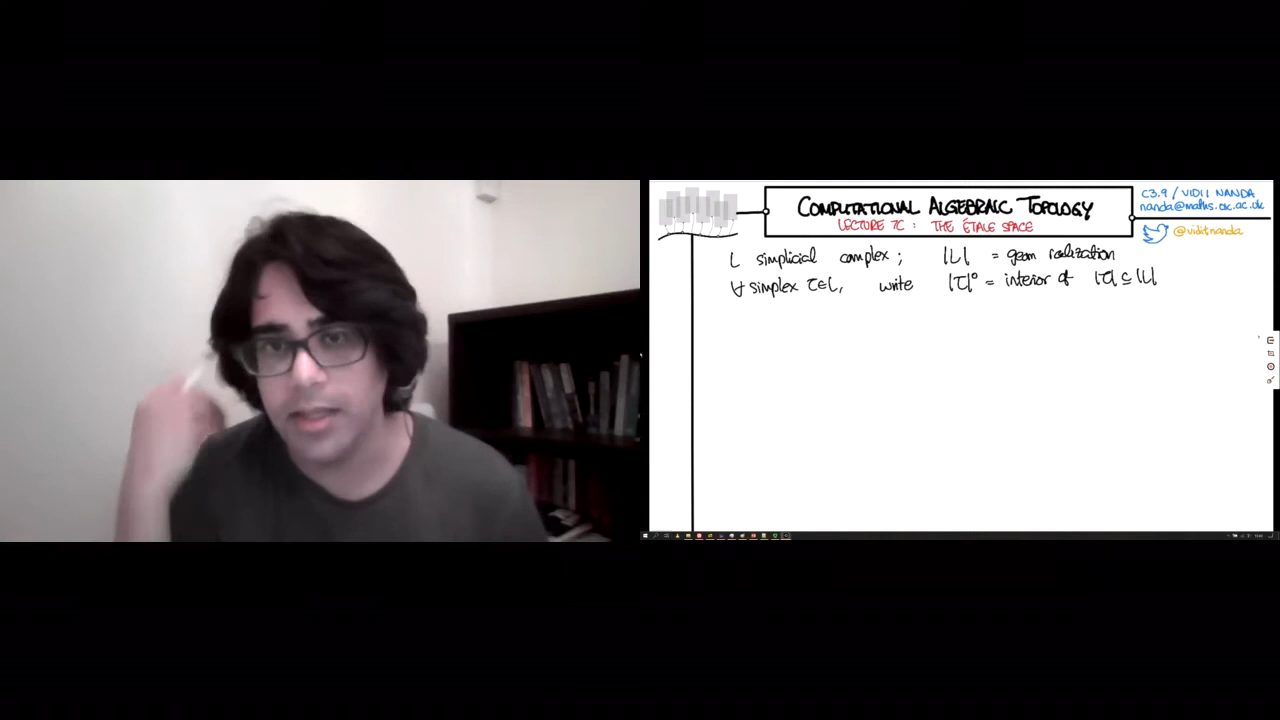 COMPUTATIONAL ALGEBRAIC TOPOLOGY
LECTURE 7C : THE ÉTALE SPACE
C3.9 / VIDIT NANDA
nanda@maths.ox.ac.uk
@viditnanda
L simplicial complex ; |L| = geom realization
∀ simplex τ∈L, write |τ|° = interior of |τ| ⊆ |L|